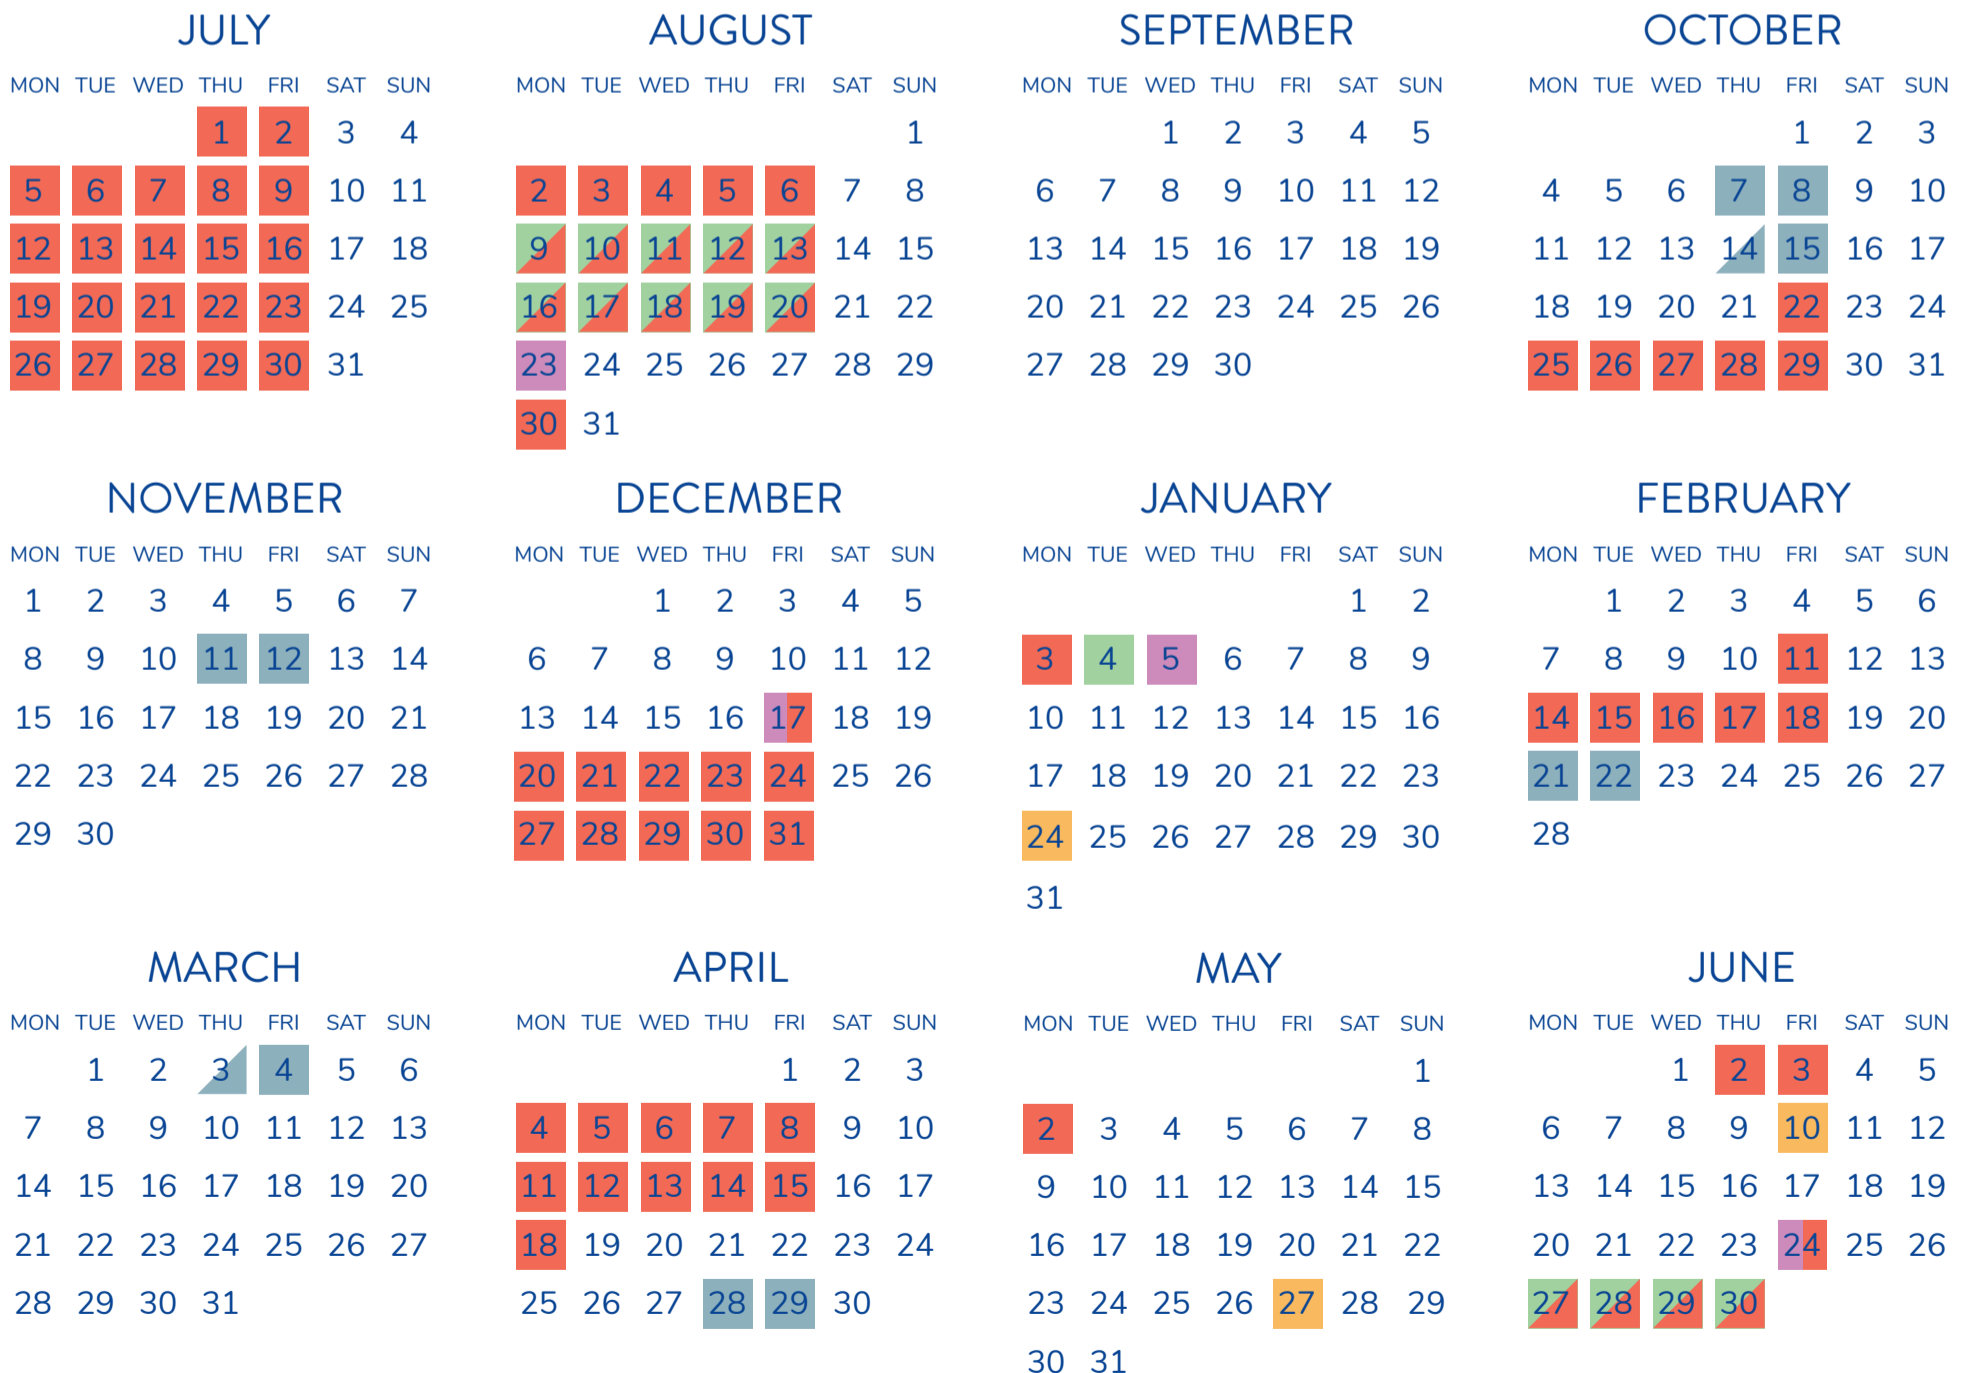 JULY
MON TUE WED THU FRI SAT SUN
1 2 3 4
5 6 7 8 9 10 11
12 13 14 15 16 17 18
19 20 21 22 23 24 25
26 27 28 29 30 31
AUGUST
MON TUE WED THU FRI SAT SUN
1
2 3 4 5 6 7 8
9 10 11 12 13 14 15
16 17 18 19 20 21 22
23 24 25 26 27 28 29
30 31
SEPTEMBER
MON TUE WED THU FRI SAT SUN
1 2 3 4 5
6 7 8 9 10 11 12
13 14 15 16 17 18 19
20 21 22 23 24 25 26
27 28 29 30
OCTOBER
MON TUE WED THU FRI SAT SUN
1 2 3
4 5 6 7 8 9 10
11 12 13 14 15 16 17
18 19 20 21 22 23 24
25 26 27 28 29 30 31
NOVEMBER
MON TUE WED THU FRI SAT SUN
1 2 3 4 5 6 7
8 9 10 11 12 13 14
15 16 17 18 19 20 21
22 23 24 25 26 27 28
29 30
DECEMBER
MON TUE WED THU FRI SAT SUN
1 2 3 4 5
6 7 8 9 10 11 12
13 14 15 16 17 18 19
20 21 22 23 24 25 26
27 28 29 30 31
JANUARY
MON TUE WED THU FRI SAT SUN
1 2
3 4 5 6 7 8 9
10 11 12 13 14 15 16
17 18 19 20 21 22 23
24 25 26 27 28 29 30
31
FEBRUARY
MON TUE WED THU FRI SAT SUN
1 2 3 4 5 6
7 8 9 10 11 12 13
14 15 16 17 18 19 20
21 22 23 24 25 26 27
28
MARCH
MON TUE WED THU FRI SAT SUN
1 2 3 4 5 6
7 8 9 10 11 12 13
14 15 16 17 18 19 20
21 22 23 24 25 26 27
28 29 30 31
APRIL
MON TUE WED THU FRI SAT SUN
1 2 3
4 5 6 7 8 9 10
11 12 13 14 15 16 17
18 19 20 21 22 23 24
25 26 27 28 29 30
MAY
MON TUE WED THU FRI SAT SUN
1
2 3 4 5 6 7 8
9 10 11 12 13 14 15
16 17 18 19 20 21 22
23 24 25 26 27 28 29
30 31
JUNE
MON TUE WED THU FRI SAT SUN
1 2 3 4 5
6 7 8 9 10 11 12
13 14 15 16 17 18 19
20 21 22 23 24 25 26
27 28 29 30